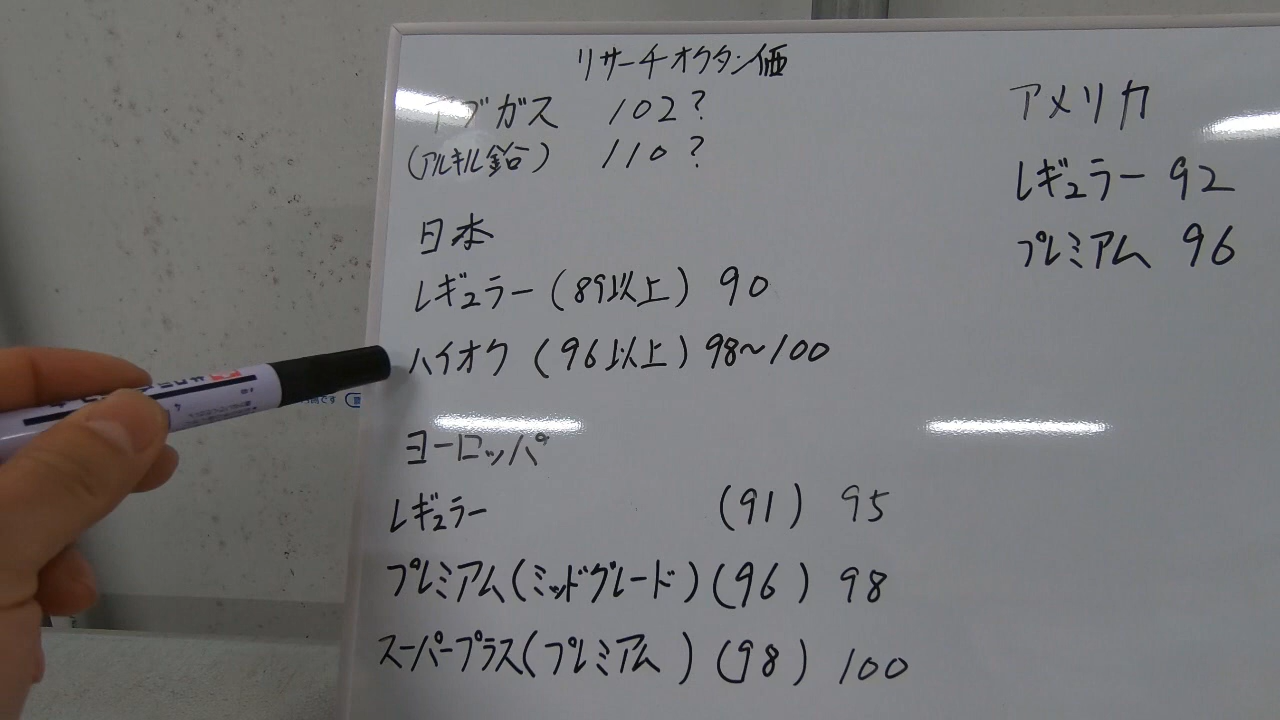 リサーチオクタン価
アブガス 102?
(アルキル鉛) 110?
日本
レギュラー (89以上) 90
ハイオク (96以上) 98~100
ヨーロッパ
レギュラー (91) 95
プレミアム(ミッドグレード) (96) 98
スーパープラス(プレミアム) (98) 100
アメリカ
レギュラー 92
プレミアム 96